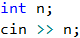 int n;
cin >> n;